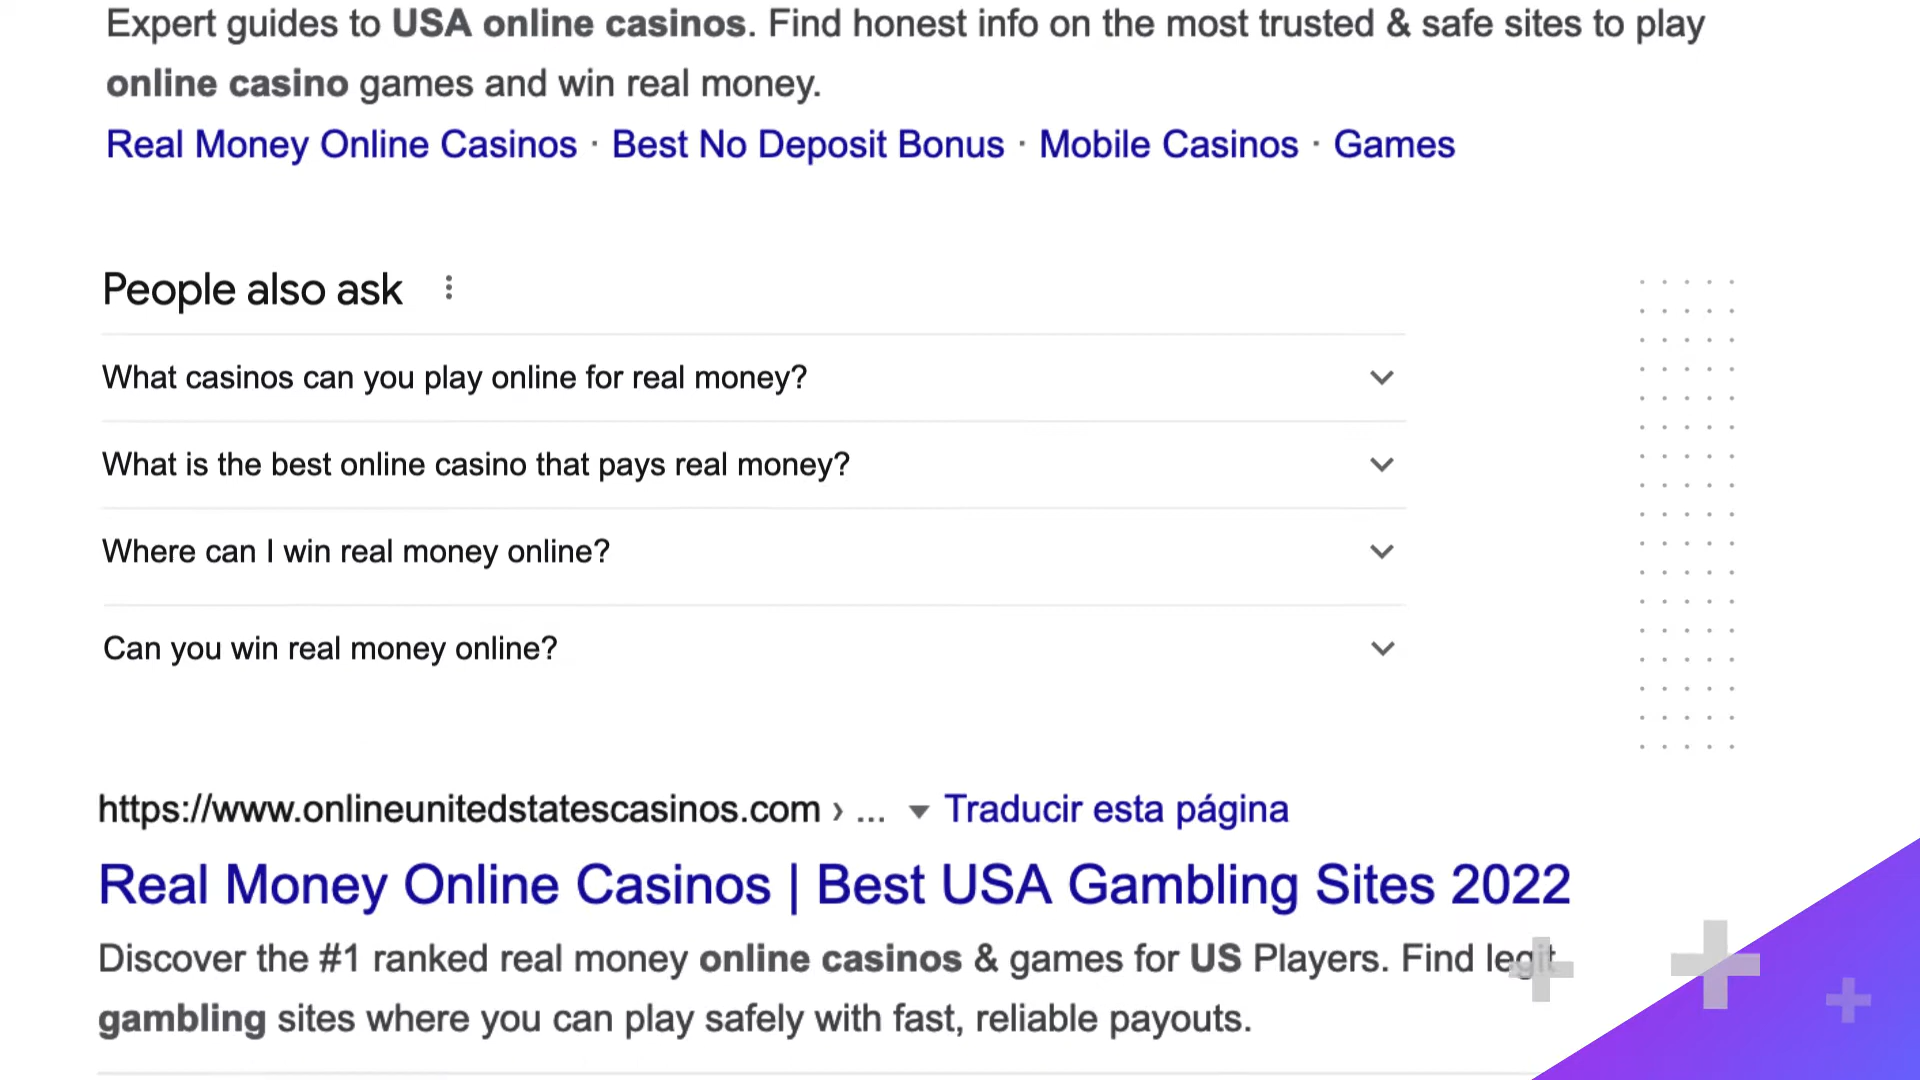 Expert guides to USA online casinos. Find honest info on the most trusted & safe sites to play
online casino games and win real money.
Real Money Online Casinos · Best No Deposit Bonus · Mobile Casinos · Games
People also ask
What casinos can you play online for real money?
What is the best online casino that pays real money?
Where can I win real money online?
Can you win real money online?
https://www.onlineunitedstatescasinos.com › ... Traducir esta página
Real Money Online Casinos | Best USA Gambling Sites 2022
Discover the #1 ranked real money online casinos & games for US Players. Find legit
gambling sites where you can play safely with fast, reliable payouts.